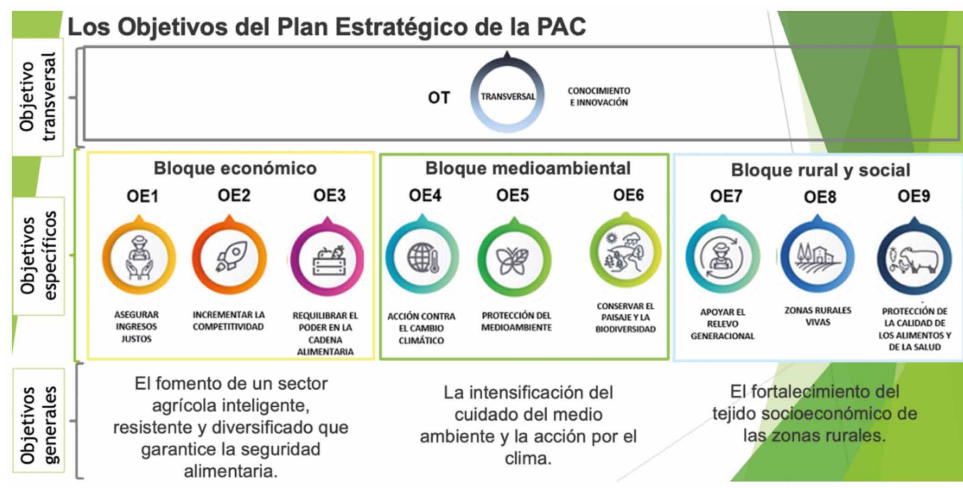 Los Objetivos del Plan Estratégico de la PAC
Objetivo
transversal
OT
TRANSVERSAL
CONOCIMIENTO
E INNOVACIÓN
Objetivos
específicos
Bloque económico
OE1
OE2
OE3
ASEGURAR
INGRESOS
JUSTOS
INCREMENTAR LA
COMPETITIVIDAD
REQUILIBRAR EL
PODER EN LA
CADENA
ALIMENTARIA
Bloque medioambiental
OE4
OE5
OE6
ACCIÓN CONTRA
EL CAMBIO
CLIMÁTICO
PROTECCIÓN DEL
MEDIOAMBIENTE
CONSERVAR EL
PAISAJE Y LA
BIODIVERSIDAD
Bloque rural y social
OE7
OE8
OE9
APOYAR EL
RELEVO
GENERACIONAL
ZONAS RURALES
VIVAS
PROTECCIÓN DE
LA CALIDAD DE
LOS ALIMENTOS Y
DE LA SALUD
Objetivos
generales
El fomento de un sector
agrícola inteligente,
resistente y diversificado que
garantice la seguridad
alimentaria.
La intensificación del
cuidado del medio
ambiente y la acción por el
clima.
El fortalecimiento del
tejido socioeconómico de
las zonas rurales.